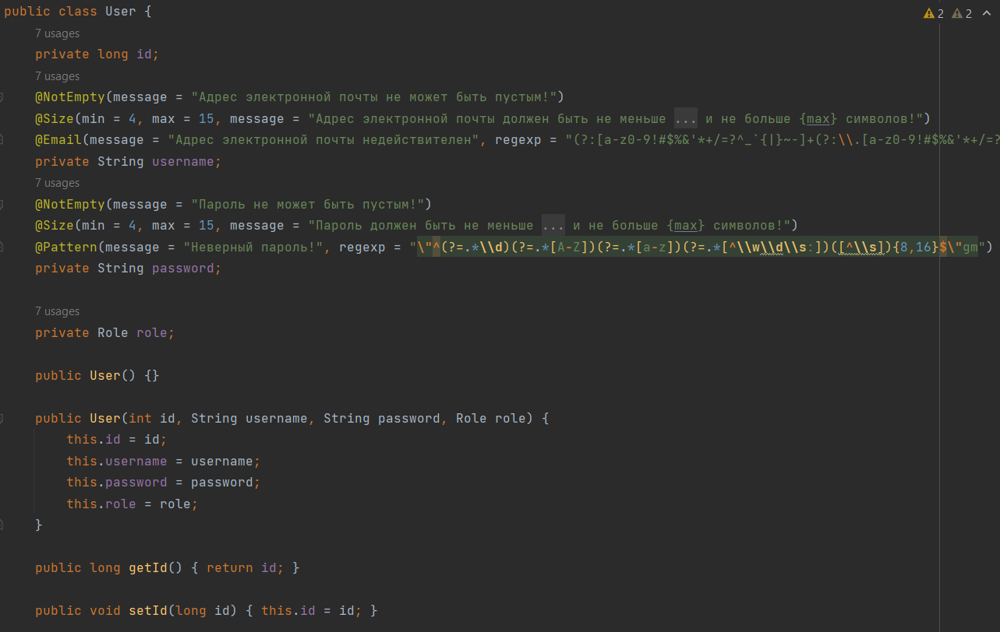 public class User {
2 2
7 usages
private long id;
7 usages
@NotEmpty(message = "Адрес электронной почты не может быть пустым!")
@Size(min = 4, max = 15, message = "Адрес электронной почты должен быть не меньше ... и не больше {max} символов!")
@Email(message = "Адрес электронной почты недействителен", regexp = "(?:[a-z0-9!#$%&'*+/=?^_`{|}~-]+(?:\\.[a-z0-9!#$%&'*+/=?
private String username;
7 usages
@NotEmpty(message = "Пароль не может быть пустым!")
@Size(min = 4, max = 15, message = "Пароль должен быть не меньше ... и не больше {max} символов!")
@Pattern(message = "Неверный пароль!", regexp = "\"^(?=.*\\d)(?=.*[A-Z])(?=.*[a-z])(?=.*[^\\w\\d\\s:])([^\\s]){8,16}$\"gm")
private String password;
7 usages
private Role role;
public User() {}
public User(int id, String username, String password, Role role) {
this.id = id;
this.username = username;
this.password = password;
this.role = role;
}
public long getId() { return id; }
public void setId(long id) { this.id = id; }